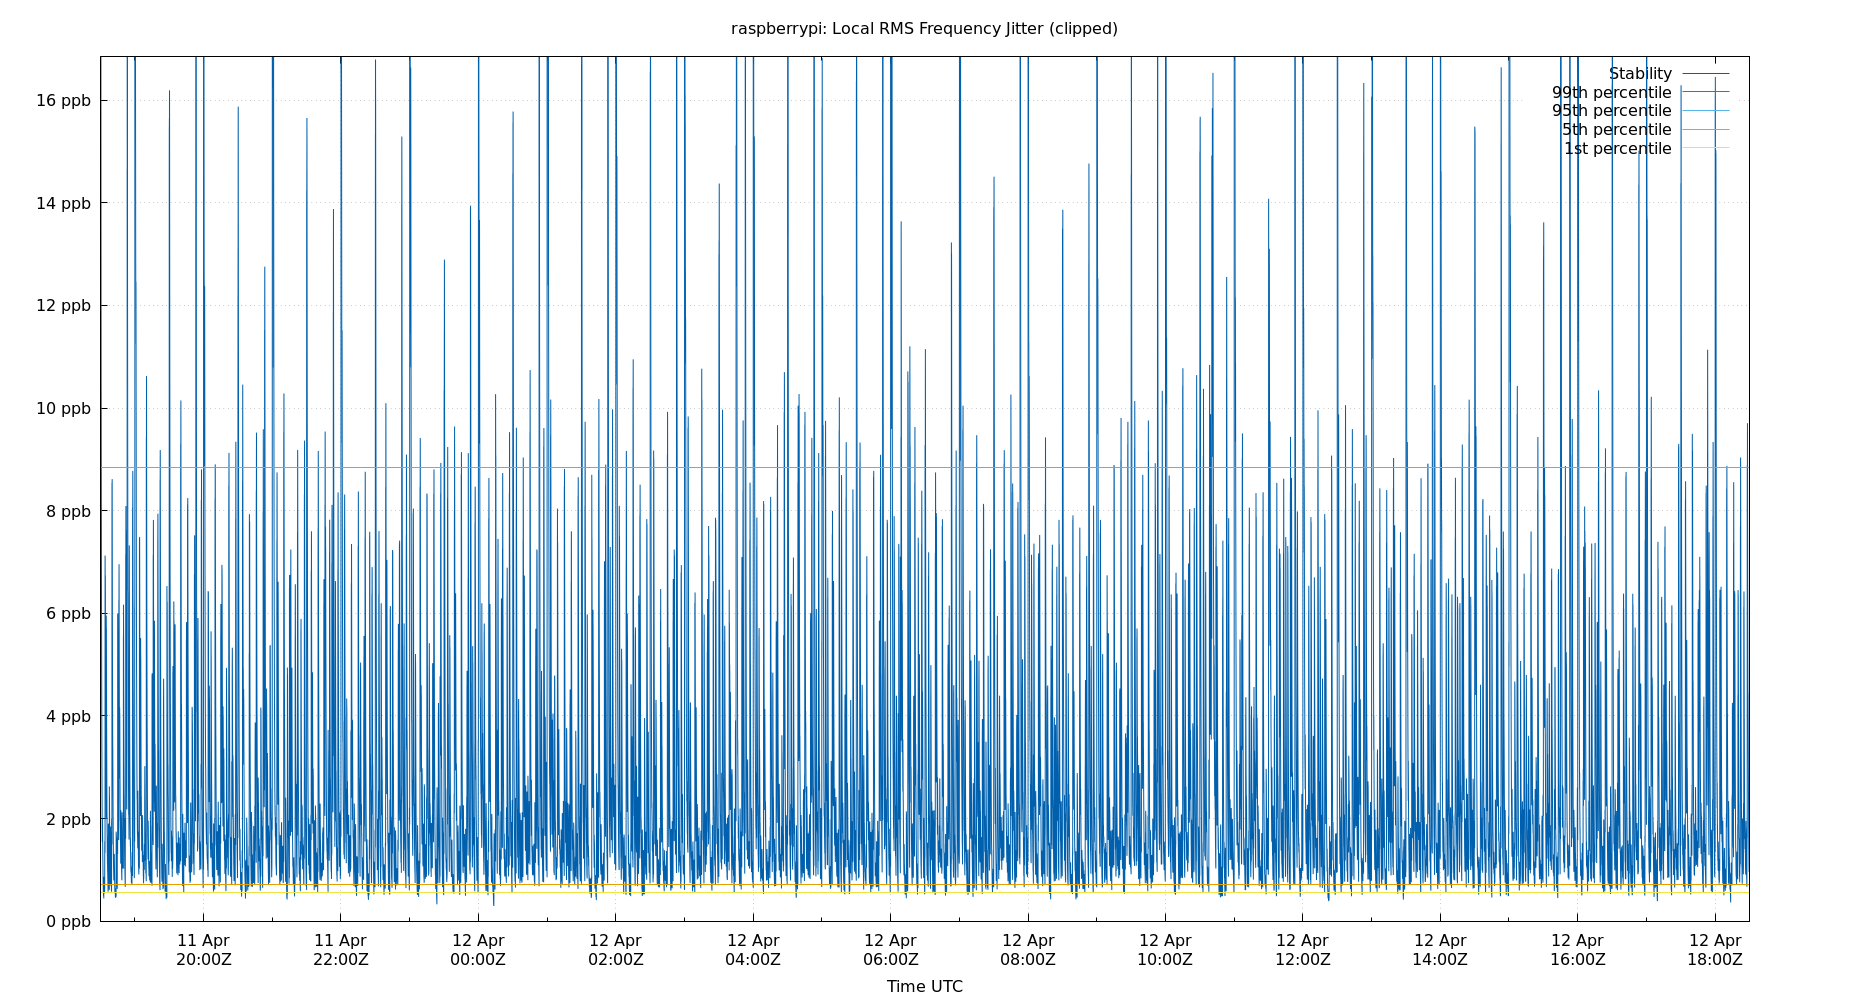 raspberrypi: Local RMS Frequency Jitter (clipped)
Stability
99th percentile
95th percentile
5th percentile
1st percentile
16 ppb
14 ppb
12 ppb
10 ppb
8 ppb
6 ppb
4 ppb
2 ppb
0 ppb
11 Apr 11 Apr 12 Apr 12 Apr 12 Apr 12 Apr 12 Apr 12 Apr 12 Apr 12 Apr 12 Apr 12 Apr
20:00Z 22:00Z 00:00Z 02:00Z 04:00Z 06:00Z 08:00Z 10:00Z 12:00Z 14:00Z 16:00Z 18:00Z
Time UTC